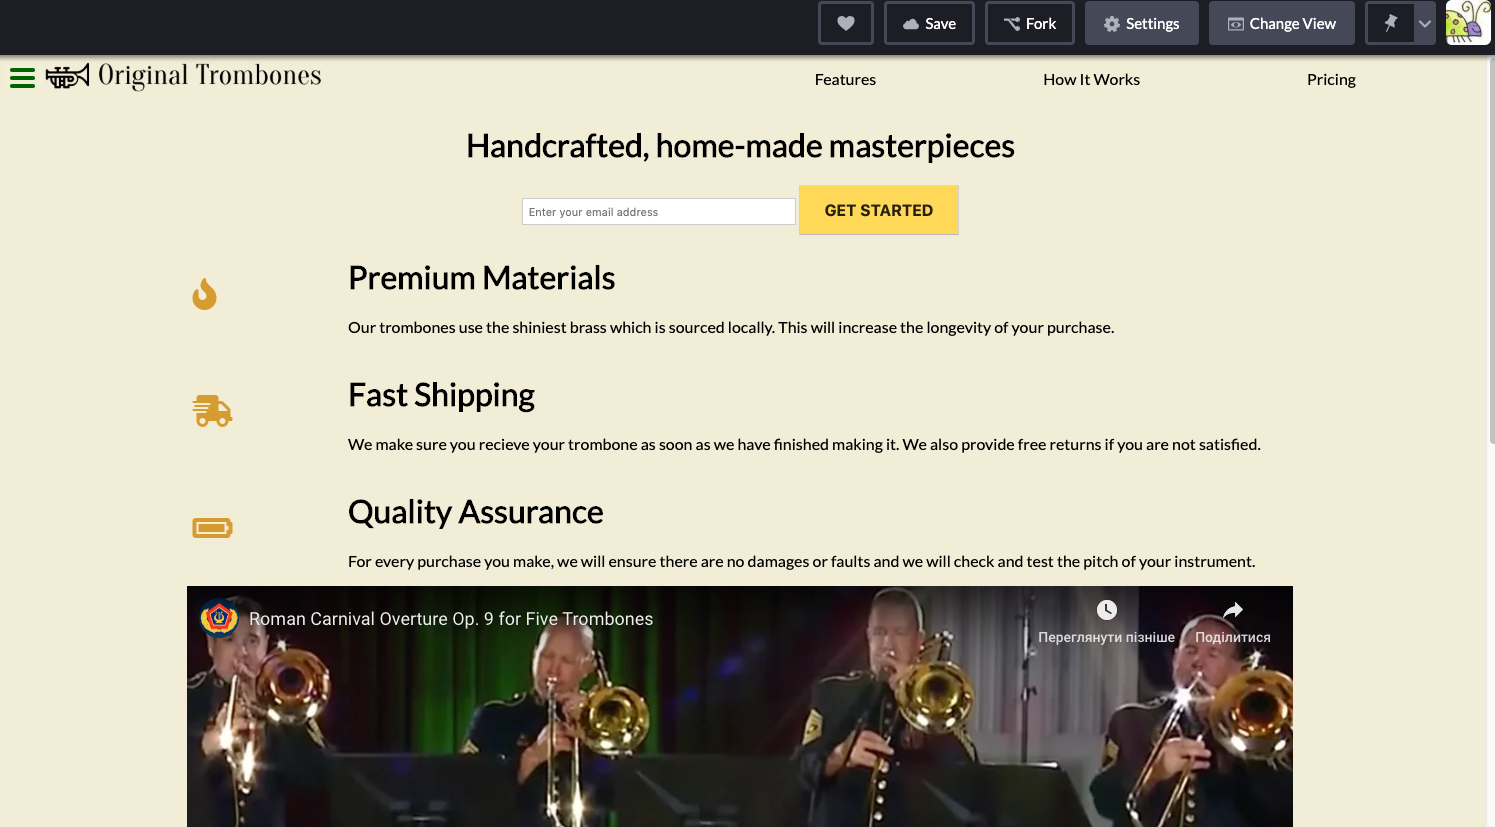 Save
Fork
Settings
Change View
Original Trombones
Features
How It Works
Pricing
Handcrafted, home-made masterpieces
Enter your email address
GET STARTED
Premium Materials
Our trombones use the shiniest brass which is sourced locally. This will increase the longevity of your purchase.
Fast Shipping
We make sure you recieve your trombone as soon as we have finished making it. We also provide free returns if you are not satisfied.
Quality Assurance
For every purchase you make, we will ensure there are no damages or faults and we will check and test the pitch of your instrument.
Roman Carnival Overture Op. 9 for Five Trombones
Переглянути пізніше
Поділитися